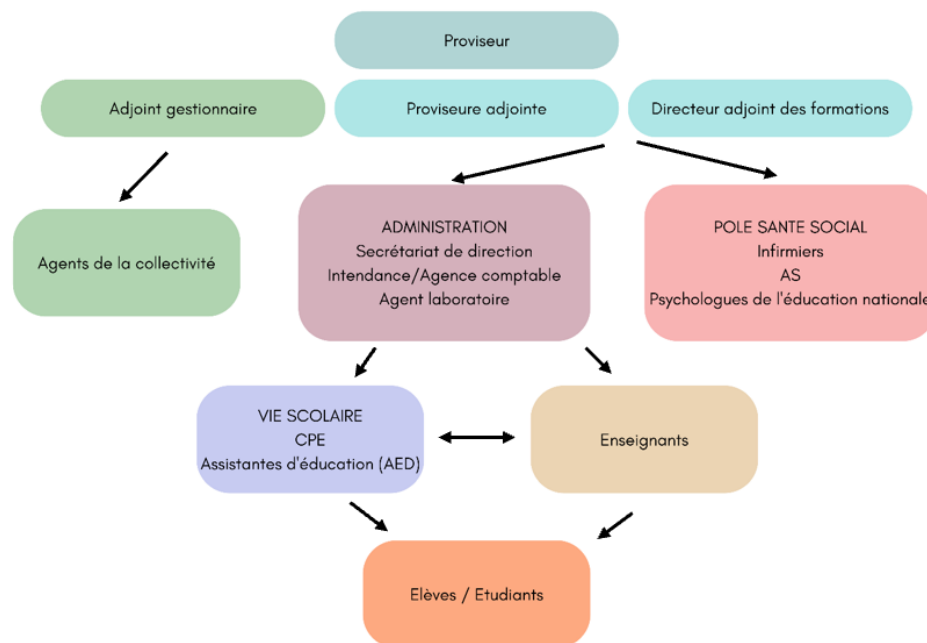 Proviseur
Adjoint gestionnaire
Proviseure adjointe
Directeur adjoint des formations
Agents de la collectivité
ADMINISTRATION
Secrétariat de direction
Intendance/Agence comptable
Agent laboratoire
POLE SANTE SOCIAL
Infirmiers
AS
Psychologues de l'éducation nationale
VIE SCOLAIRE
CPE
Assistantes d'éducation (AED)
Enseignants
Elèves / Etudiants